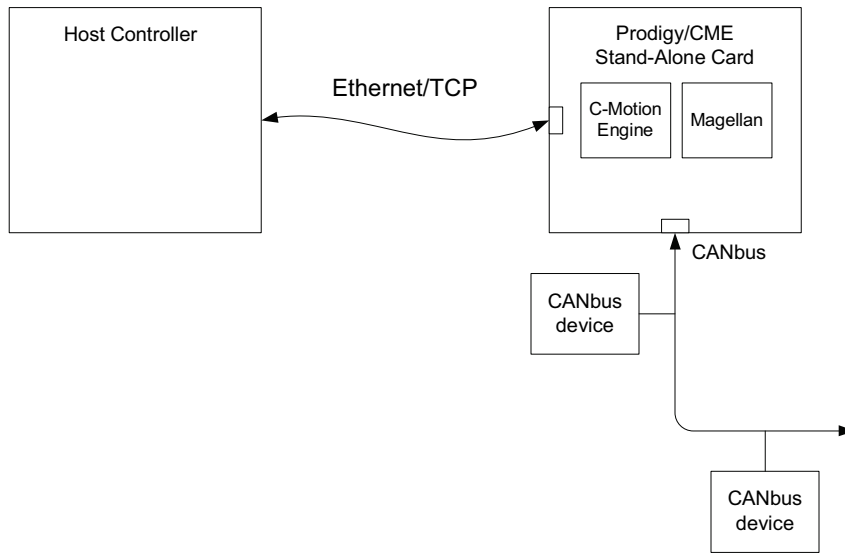 Host Controller
Prodigy/CME
Stand-Alone Card
Ethernet/TCP
C-Motion
Engine
Magellan
CANbus
CANbus
device
CANbus
device